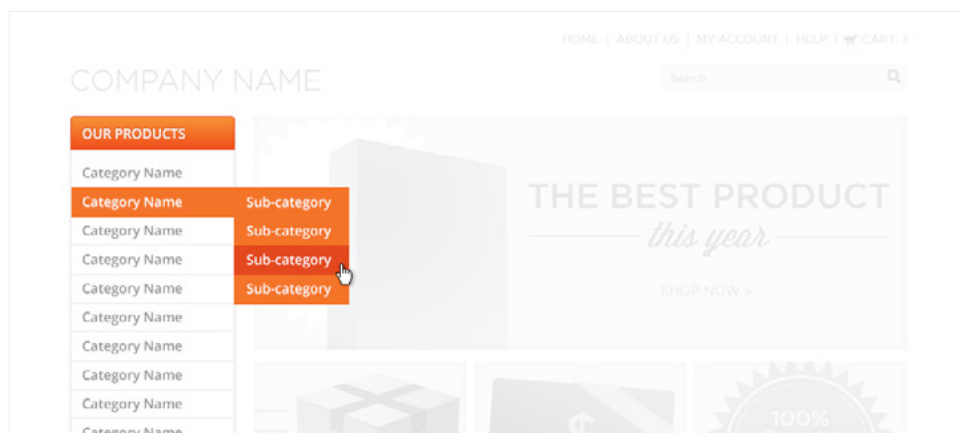 HOME | ABOUT US | MY ACCOUNT | HELP | CART: 3
COMPANY NAME
Search
OUR PRODUCTS
Category Name
Category Name
Category Name
Category Name
Category Name
Category Name
Category Name
Category Name
Category Name
Category Name
Sub-category
Sub-category
Sub-category
Sub-category
THE BEST PRODUCT
this year
SHOP NOW »
$
100%